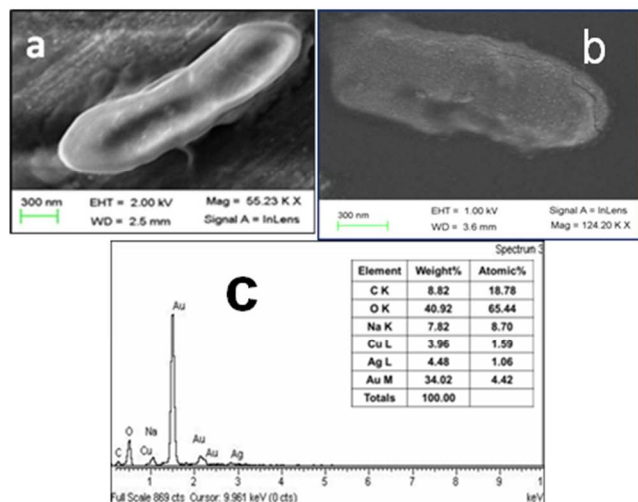 a
300 nm EHT = 2.00 kV Mag = 55.23 K X
WD = 2.5 mm Signal A = InLens
b
300 nm EHT = 1.00 kV Signal A = InLens
WD = 3.6 mm Mag = 124.20 K X
c
Spectrum 3
Element Weight% Atomic%
C K 8.82 18.78
O K 40.92 65.44
Na K 7.82 8.70
Cu L 3.96 1.59
Ag L 4.48 1.06
Au M 34.02 4.42
Totals 100.00
Au
O
Na
C
Cu
Au
Au
Ag
0 1 2 3 4 5 6 7 8 9 1
Full Scale 869 cts Cursor: 9.961 keV (0 cts) keV